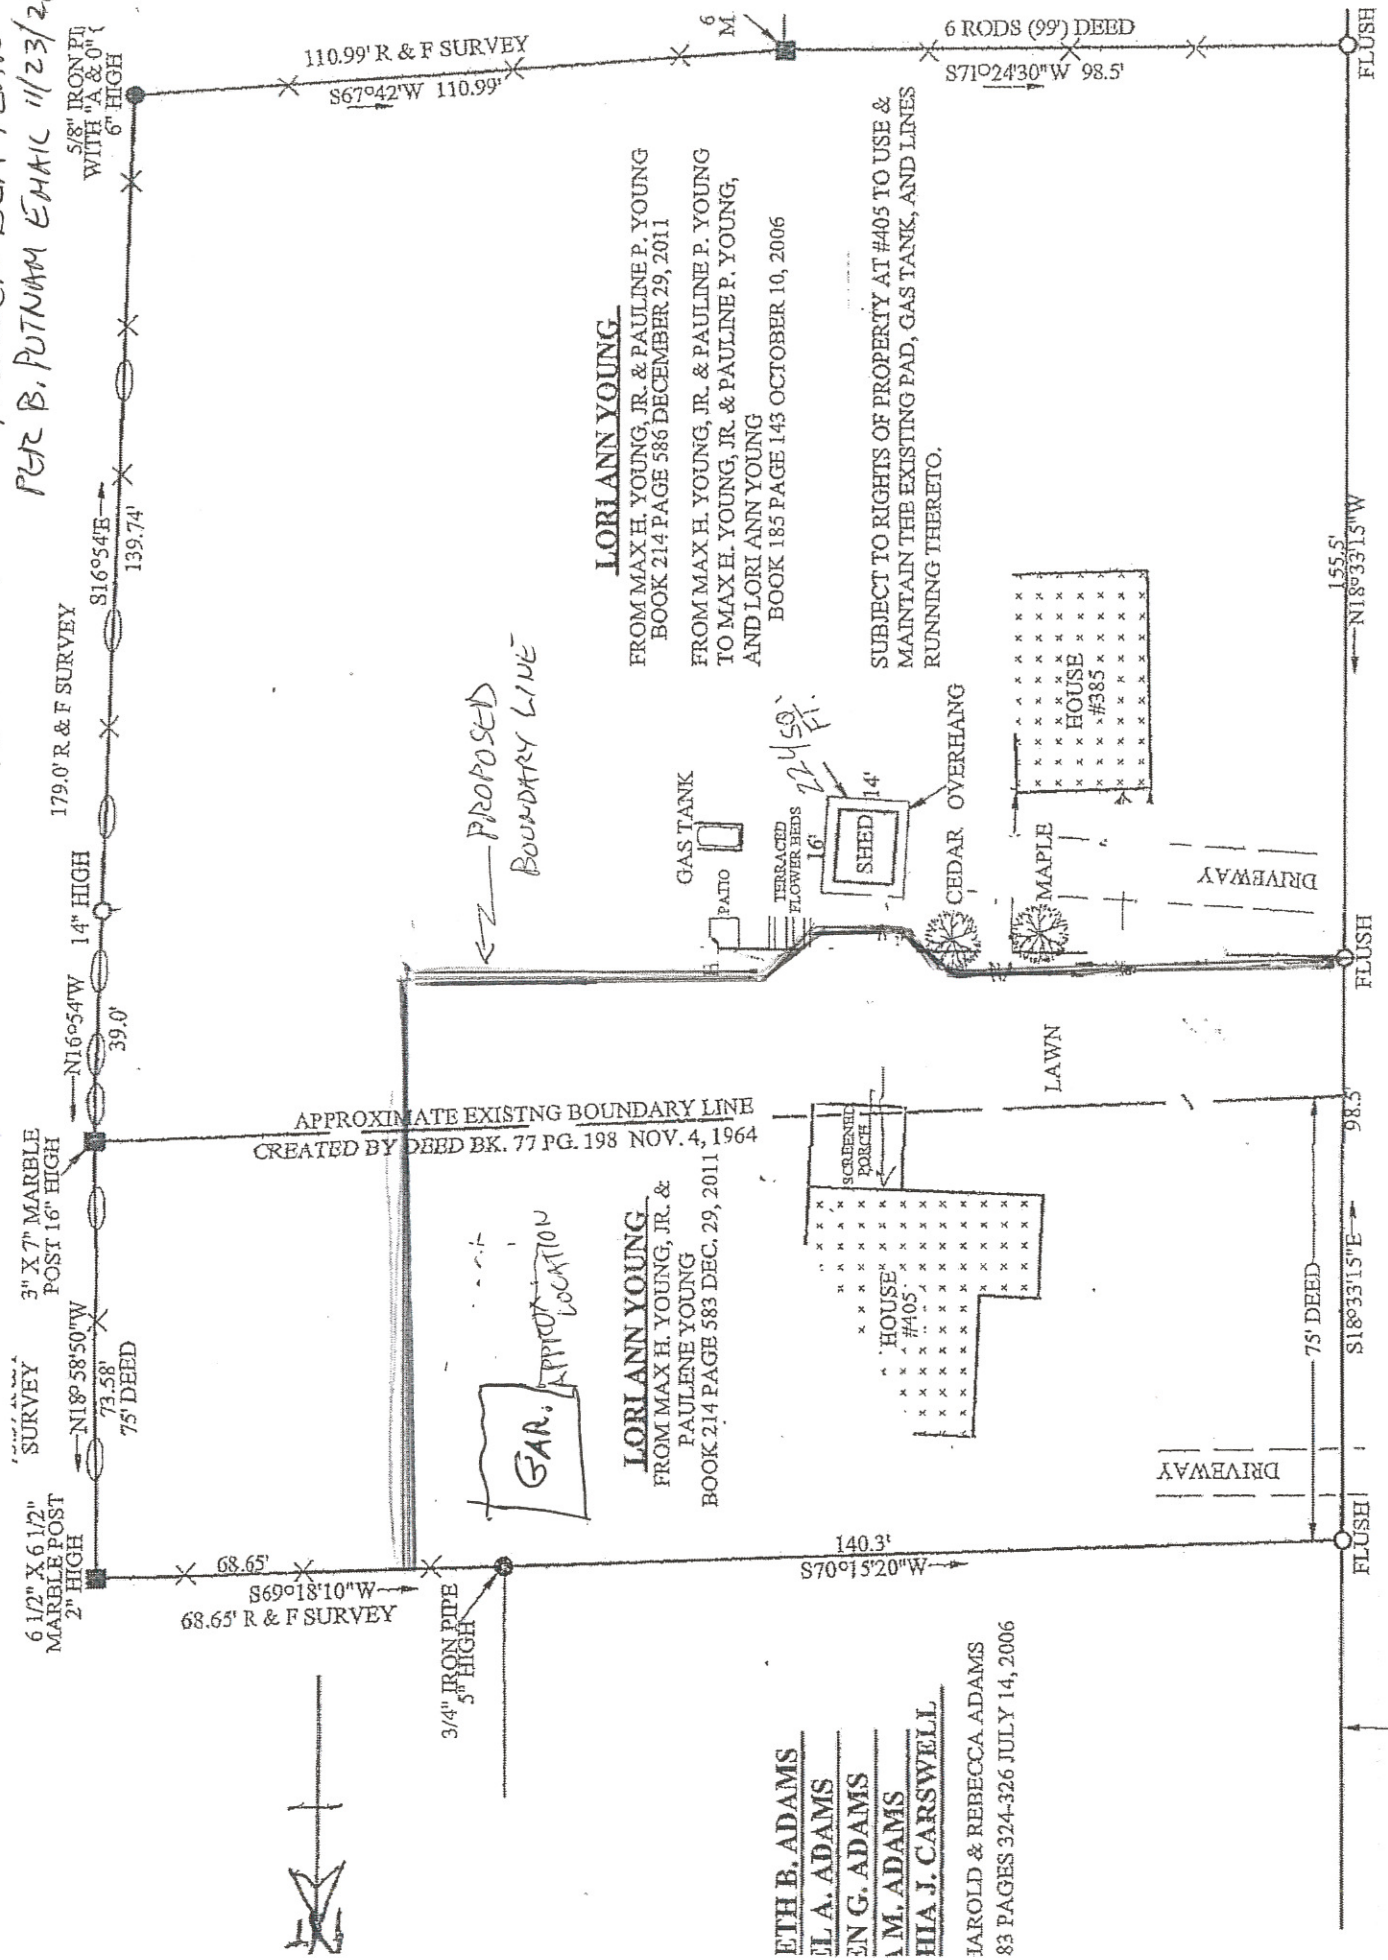 PER B. PUTNAM EMAIL 11/23/2
6 1/2" X 6 1/2"
MARBLE POST
2" HIGH
SURVEY
N18°58'50"W
73.58'
75' DEED
3" X 7" MARBLE
POST 16" HIGH
N16°54'W
39.0'
14" HIGH
179.0' R & F SURVEY
S16°54'E
139.74'
5/8" IRON PI
WITH "A & O"
6" HIGH
110.99' R & F SURVEY
S67°42'W 110.99'
6
M
6 RODS (99') DEED
S71°24'30"W 98.5'
FLUSH
68.65'
S69°18'10"W
68.65' R & F SURVEY
3/4" IRON PIPE
5" HIGH
140.3'
S70°15'20"W
APPROXIMATE EXISTNG BOUNDARY LINE
CREATED BY DEED BK. 77 PG. 198 NOV. 4, 1964
PROPOSED
BOUNDARY LINE
GAR.
APPROX
LOCATION
LORIANN YOUNG
FROM MAX H. YOUNG, JR. &
PAULENE YOUNG
BOOK 214 PAGE 583 DEC. 29, 2011
LORIANN YOUNG
FROM MAX H. YOUNG, JR. & PAULINE P. YOUNG
BOOK 214 PAGE 586 DECEMBER 29, 2011
FROM MAX H. YOUNG, JR. & PAULINE P. YOUNG
TO MAX H. YOUNG, JR. & PAULINE P. YOUNG,
AND LORI ANN YOUNG
BOOK 185 PAGE 143 OCTOBER 10, 2006
SUBJECT TO RIGHTS OF PROPERTY AT #405 TO USE &
MAINTAIN THE EXISTING PAD, GAS TANK, AND LINES
RUNNING THERETO.
GAS TANK
PATIO
TERRACED
FLOWER BEDS
224 SQ.
FT.
16'
SHED
14'
CEDAR
OVERHANG
MAPLE
HOUSE
#385
DRIVEWAY
SCREENED
PORCH
HOUSE
#405
LAWN
DRIVEWAY
75' DEED
FLUSH
S18°33'15"E
98.5'
FLUSH
155.5'
N18°33'15"W
ETH B. ADAMS
EL A. ADAMS
EN G. ADAMS
A M. ADAMS
HIA J. CARSWELL
HAROLD & REBECCA ADAMS
83 PAGES 324-326 JULY 14, 2006